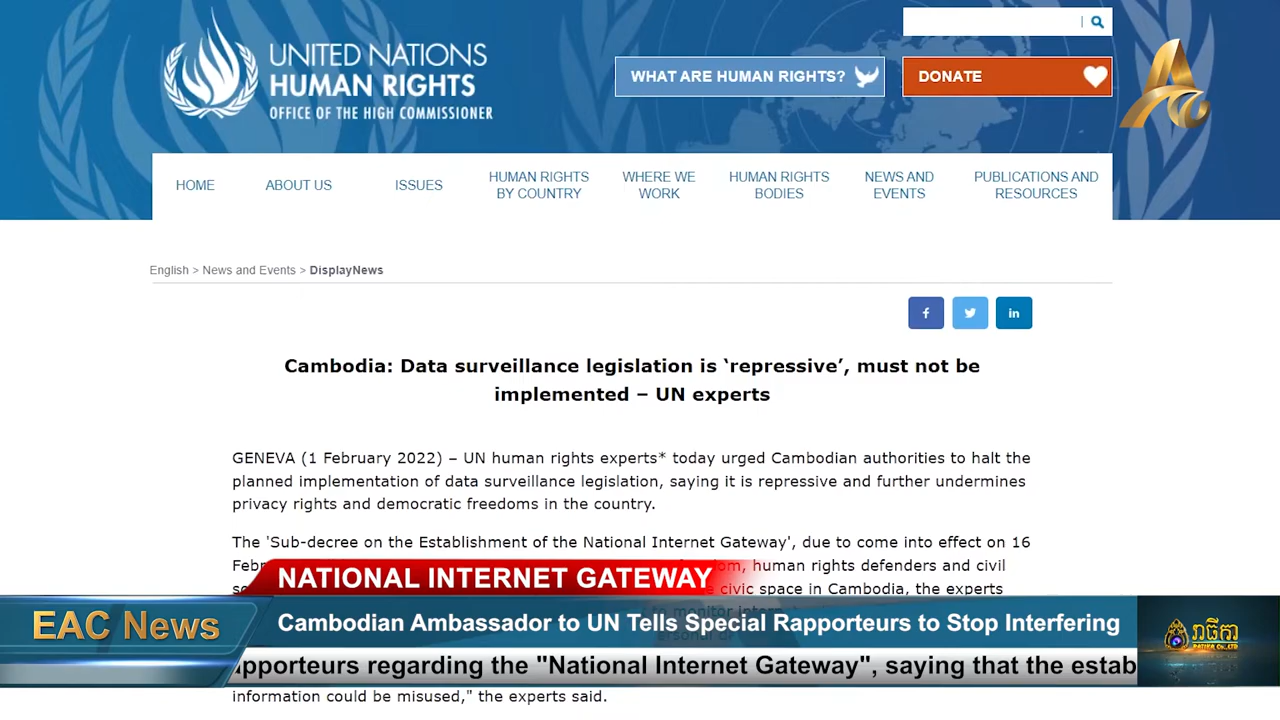 UNITED NATIONS
HUMAN RIGHTS
OFFICE OF THE HIGH COMMISSIONER
WHAT ARE HUMAN RIGHTS?
DONATE
HOME
ABOUT US
ISSUES
HUMAN RIGHTS
BY COUNTRY
WHERE WE
WORK
HUMAN RIGHTS
BODIES
NEWS AND
EVENTS
PUBLICATIONS AND
RESOURCES
English > News and Events > DisplayNews
f
in
Cambodia: Data surveillance legislation is ‘repressive’, must not be
implemented – UN experts
GENEVA (1 February 2022) – UN human rights experts* today urged Cambodian authorities to halt the
planned implementation of data surveillance legislation, saying it is repressive and further undermines
privacy rights and democratic freedoms in the country.
The 'Sub-decree on the Establishment of the National Internet Gateway', due to come into effect on 16
human rights defenders and civil
civic space in Cambodia, the experts
NATIONAL INTERNET GATEWAY
EAC News
Cambodian Ambassador to UN Tells Special Rapporteurs to Stop Interfering
regarding the "National Internet Gateway", saying that the
រាធីកា
RATIKA Co.,LTD
information could be misused," the experts said.